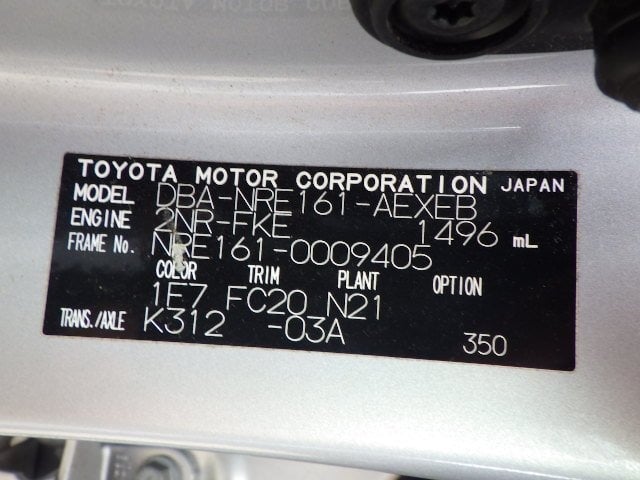 TOYOTA MOTOR CORPORATION JAPAN
MODEL DBA-NRE161-AEXEB
ENGINE 2NR-FKE 1496 mL
FRAME No. NRE161-0009405
COLOR TRIM PLANT OPTION
1E7 FC20 N21
TRANS./AXLE K312 -03A 350